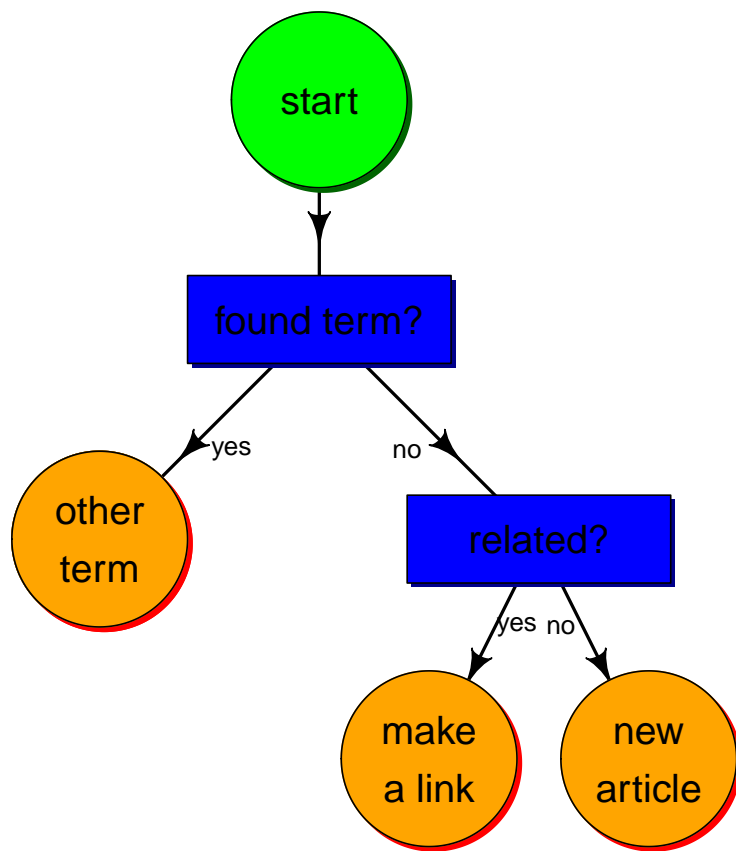 start
found term?
yes
no
other
term
related?
yes
no
make
a link
new
article